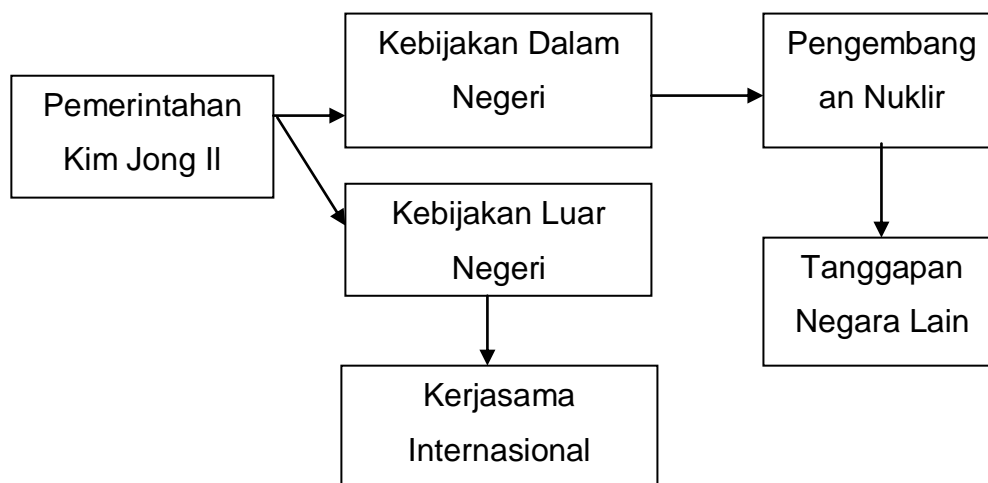 Pemerintahan
Kim Jong Il
Kebijakan Dalam
Negeri
Pengembang
an Nuklir
Kebijakan Luar
Negeri
Tanggapan
Negara Lain
Kerjasama
Internasional